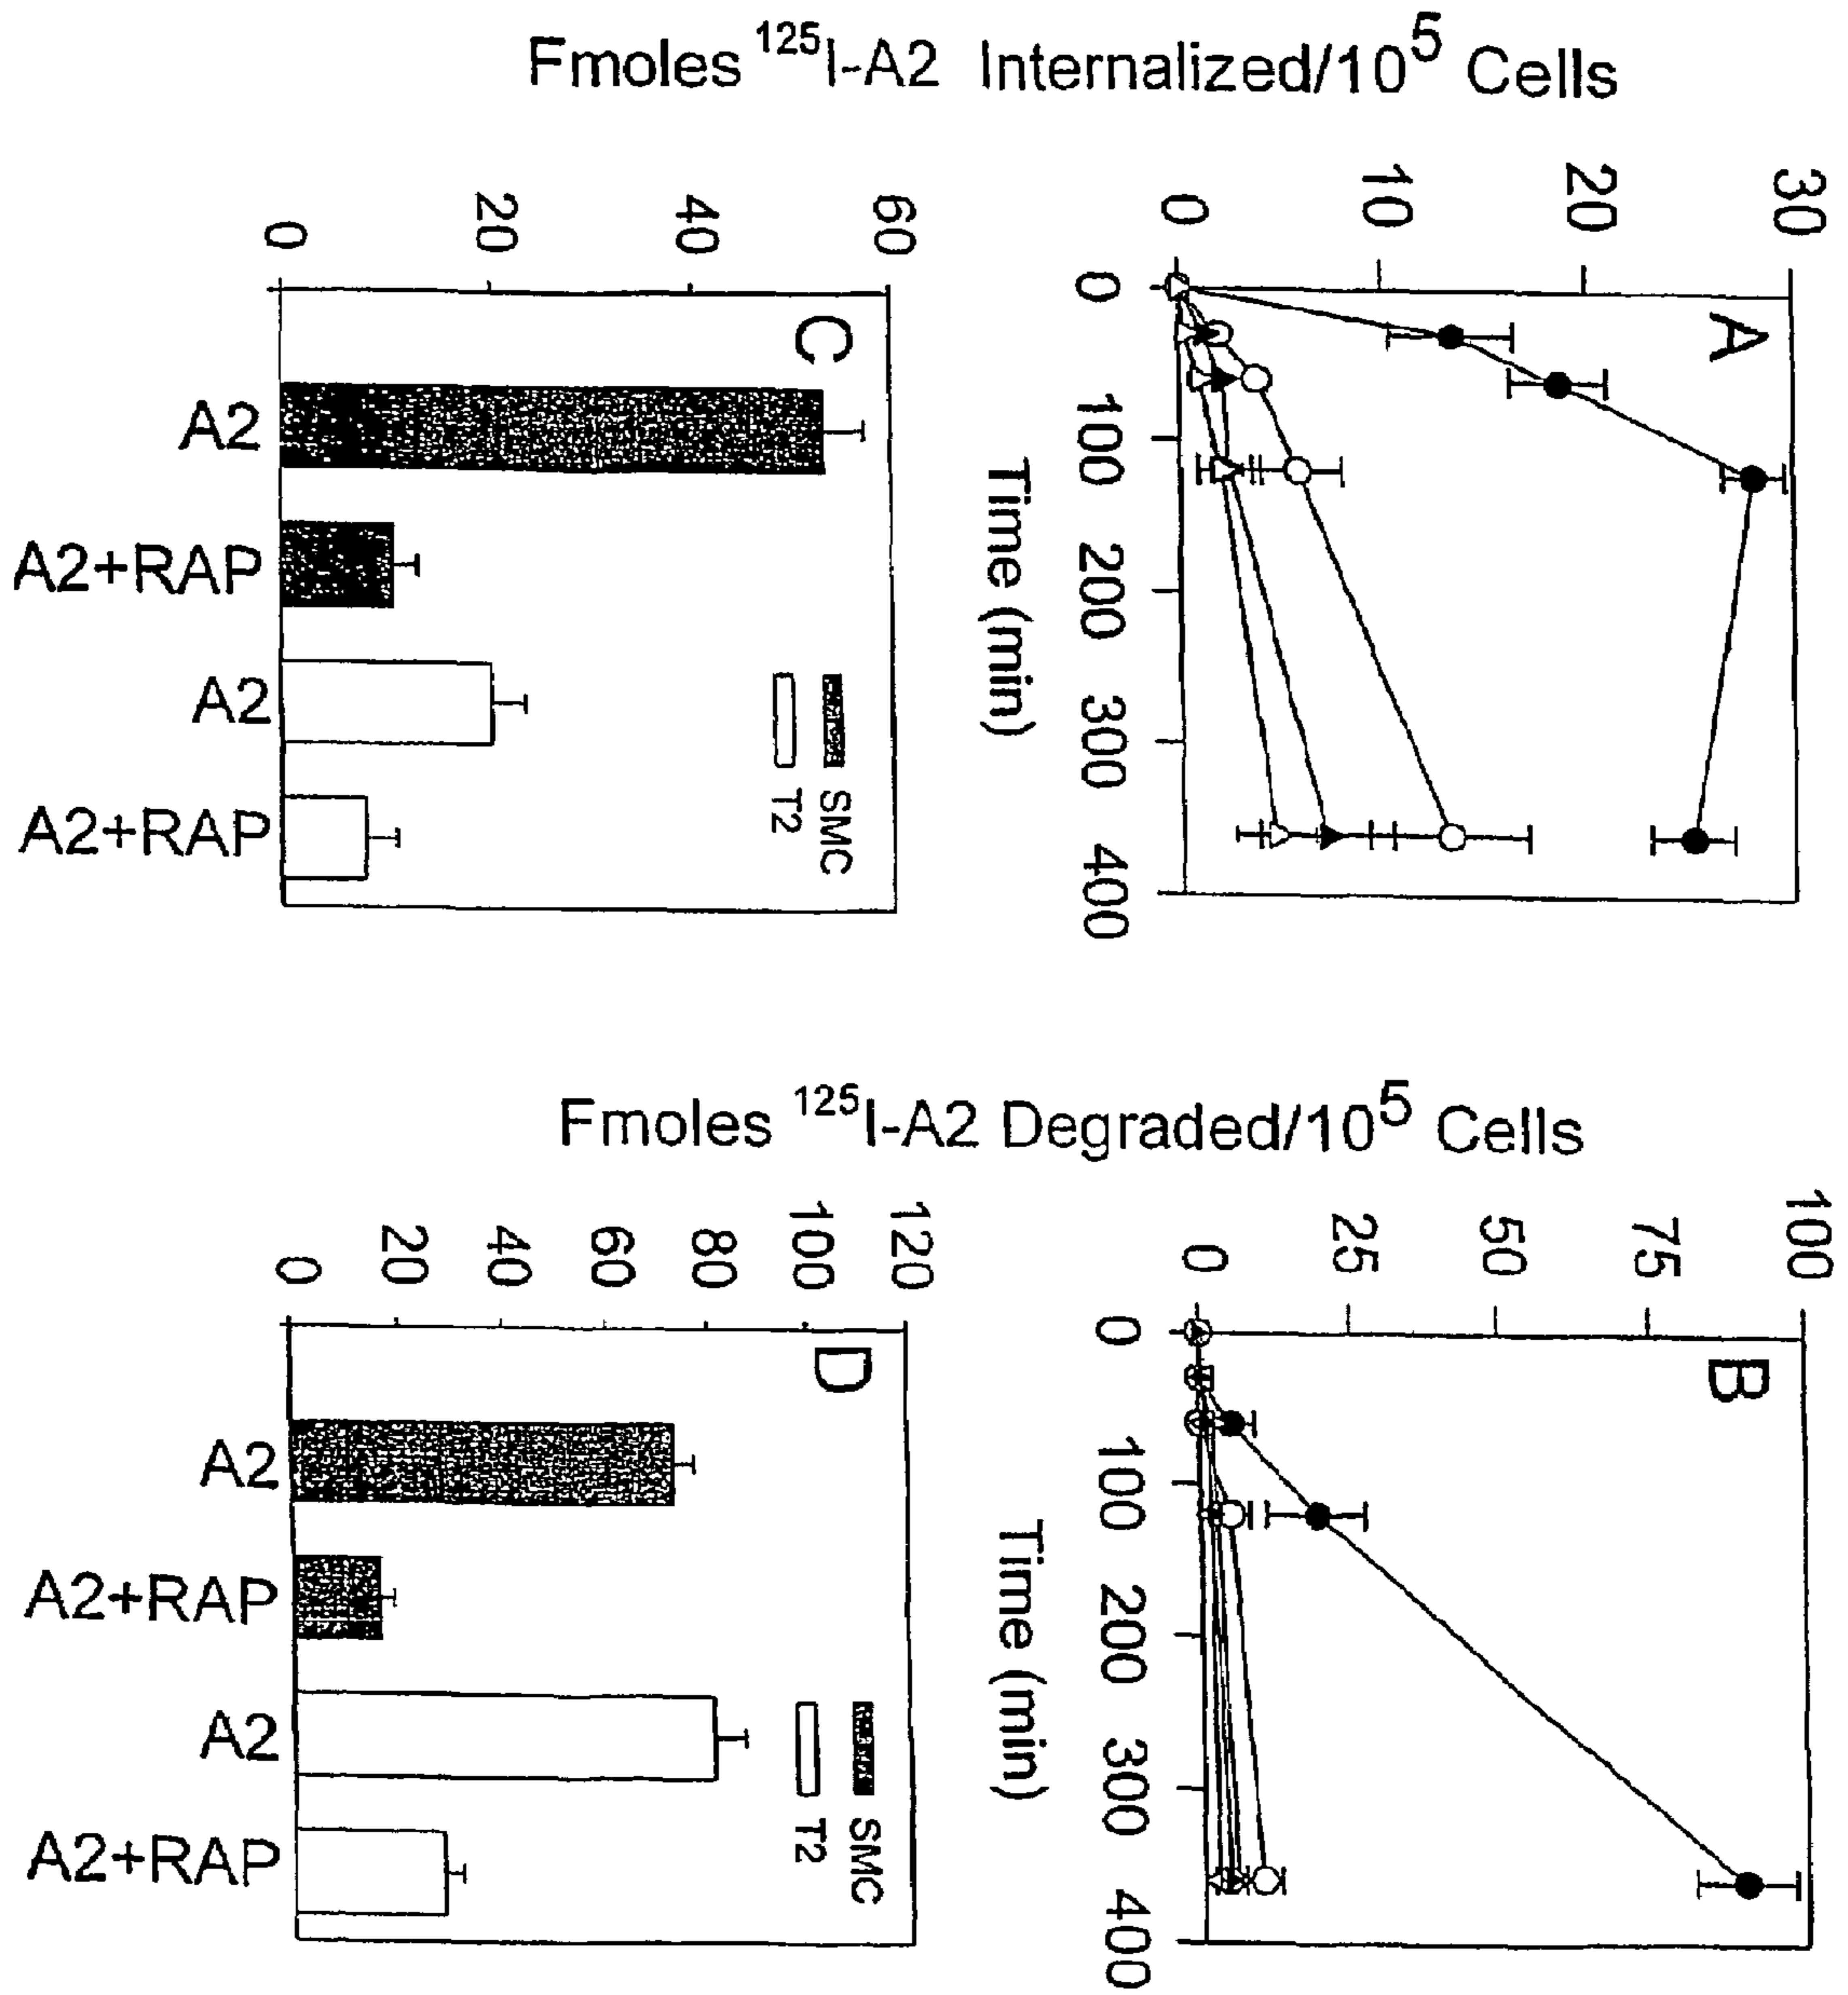 Fmoles 125I-A2 Internalized/10^5 Cells
A
30
20
10
0
0
100
200
300
400
Time (min)
C
60
40
20
0
SMC
T2
A2
A2+RAP
A2
A2+RAP
Fmoles 125I-A2 Degraded/10^5 Cells
B
100
75
50
25
0
0
100
200
300
400
Time (min)
D
120
100
80
60
40
20
0
SMC
T2
A2
A2+RAP
A2
A2+RAP